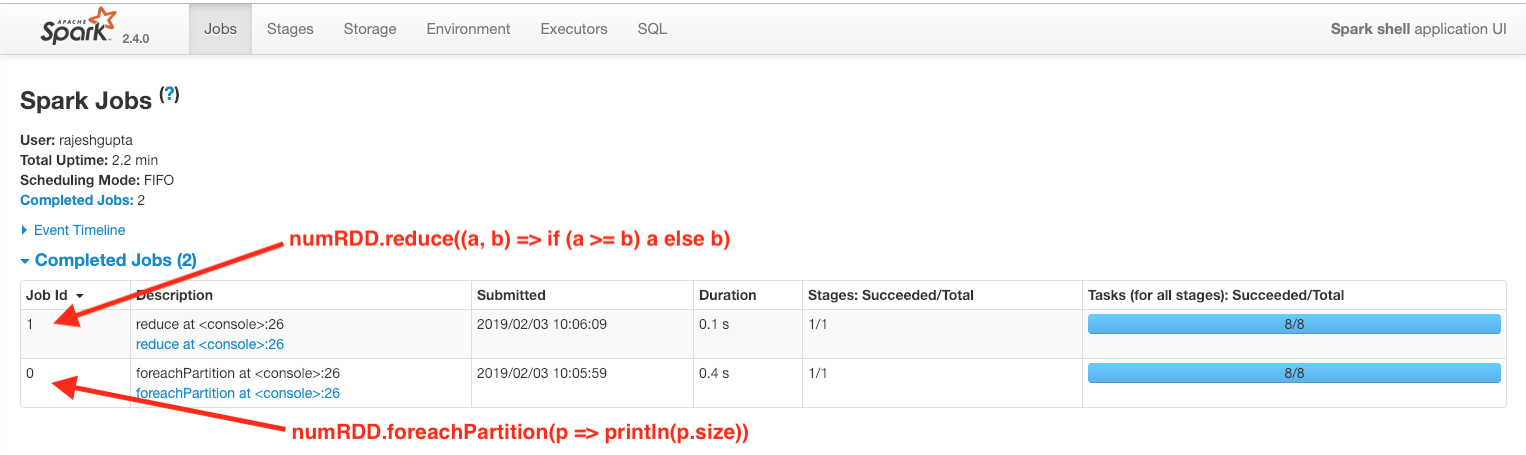 APACHE Spark 2.4.0 Jobs Stages Storage Environment Executors SQL Spark shell application UI
Spark Jobs (?)
User: rajeshgupta
Total Uptime: 2.2 min
Scheduling Mode: FIFO
Completed Jobs: 2
Event Timeline
numRDD.reduce((a, b) => if (a >= b) a else b)
Completed Jobs (2)
Job Id Description Submitted Duration Stages: Succeeded/Total Tasks (for all stages): Succeeded/Total
1 reduce at <console>:26 2019/02/03 10:06:09 0.1 s 1/1 8/8
reduce at <console>:26
0 foreachPartition at <console>:26 2019/02/03 10:05:59 0.4 s 1/1 8/8
foreachPartition at <console>:26
numRDD.foreachPartition(p => println(p.size))